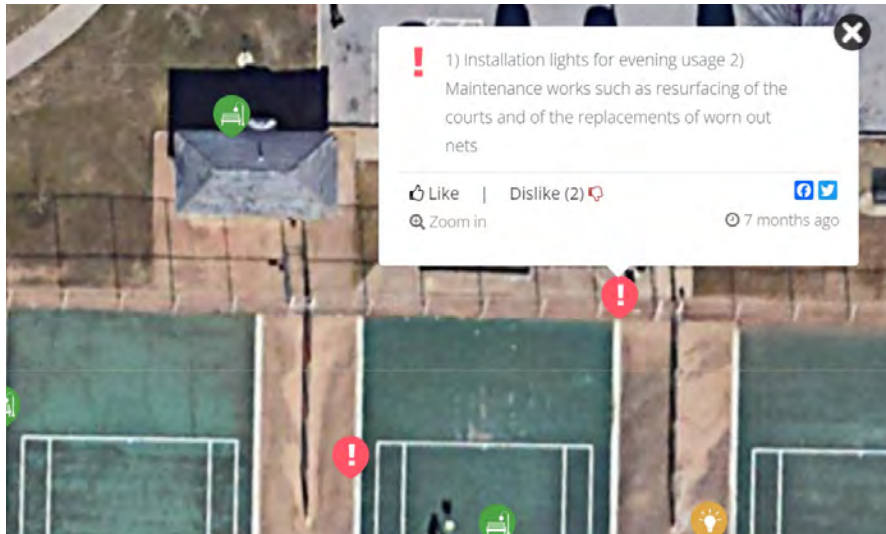 1) Installation lights for evening usage 2)
Maintenance works such as resurfacing of the
courts and of the replacements of worn out
nets
Like | Dislike (2)
Zoom in
7 months ago